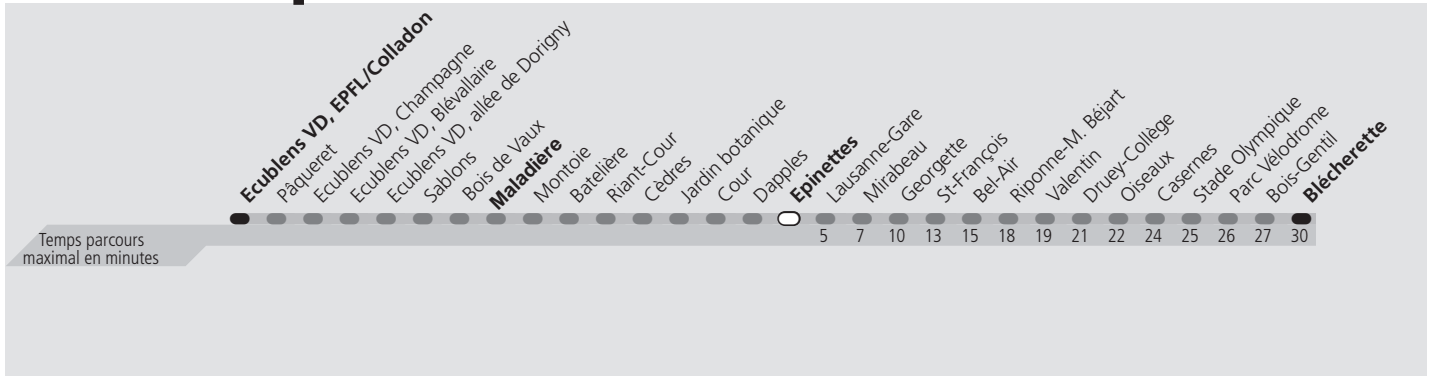 Ecublens VD, EPFL/Colladon
Pâqueret
Ecublens VD, Champagne
Ecublens VD, Blévallaire
Ecublens VD, allée de Dorigny
Sablons
Bois de Vaux
Maladière
Montoie
Batelière
Riant-Cour
Cèdres
Jardin botanique
Cour
Dapples
Epinettes
Lausanne-Gare
Mirabeau
Georgette
St-François
Bel-Air
Riponne-M. Béjart
Valentin
Druey-Collège
Oiseaux
Casernes
Stade Olympique
Parc Vélodrome
Bois-Gentil
Blécherette
Temps parcours
maximal en minutes
5 7 10 13 15 18 19 21 22 24 25 26 27 30